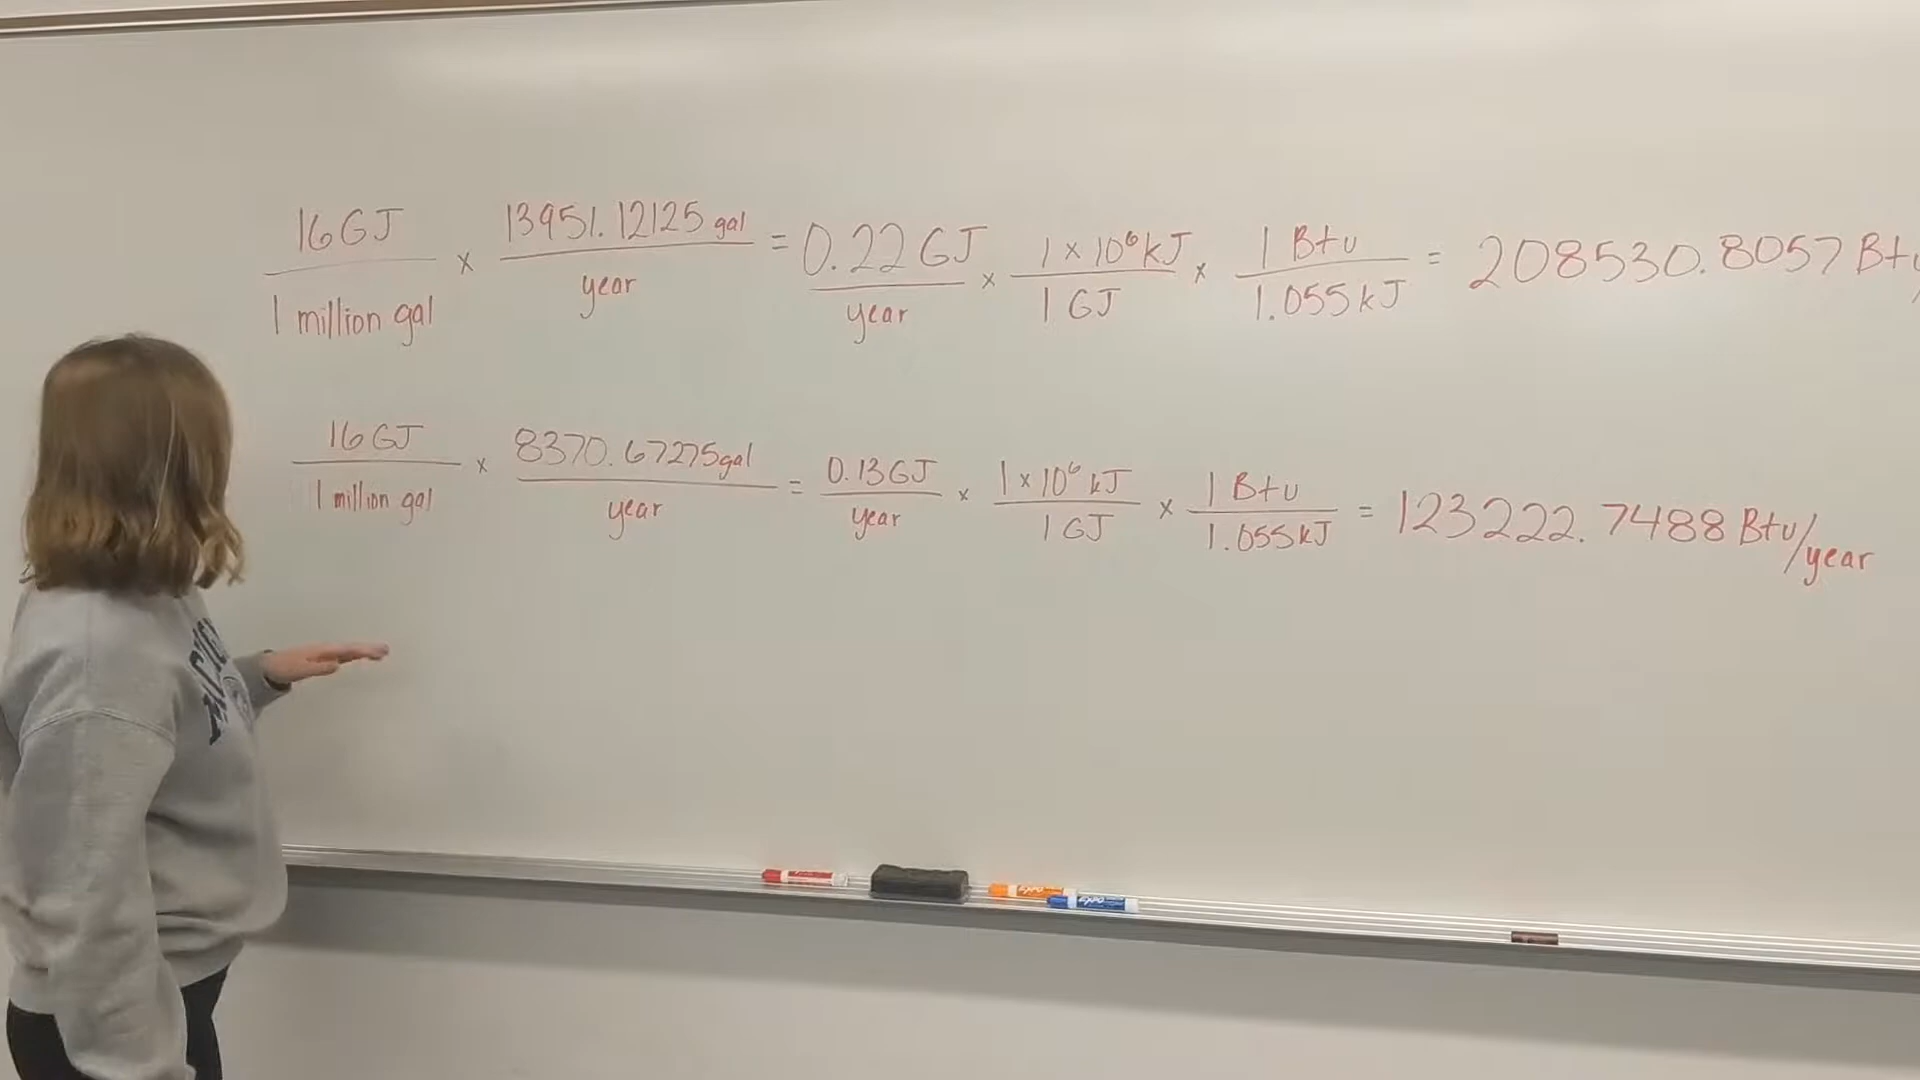 16 GJ / 1 million gal × 13951.12125 gal / year = 0.22 GJ / year × 1 × 10⁶ kJ / 1 GJ × 1 Btu / 1.055 kJ = 208530.8057 Btu
16 GJ / 1 million gal × 8370.67275 gal / year = 0.13 GJ / year × 1 × 10⁶ kJ / 1 GJ × 1 Btu / 1.055 kJ = 123222.7488 Btu/year
EXPO
EXPO